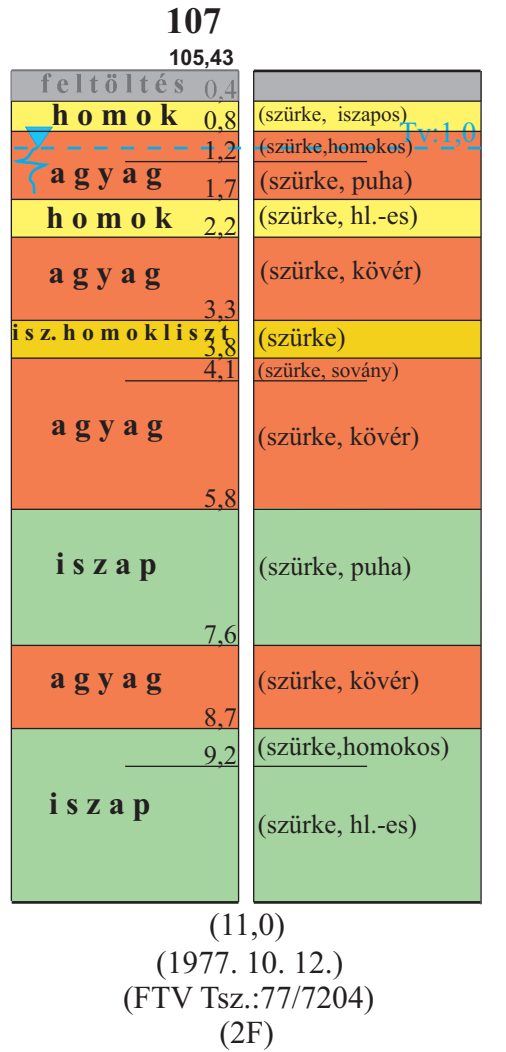 107
105,43
feltöltés 0,4
homok 0,8 (szürke, iszapos)
Tv:1,0
1,2 (szürke,homokos)
agyag 1,7 (szürke, puha)
homok 2,2 (szürke, hl.-es)
agyag (szürke, kövér)
3,3
isz.homokliszt 3,8 (szürke)
4,1 (szürke, sovány)
agyag (szürke, kövér)
5,8
iszap (szürke, puha)
7,6
agyag (szürke, kövér)
8,7
9,2 (szürke,homokos)
iszap (szürke, hl.-es)
(11,0)
(1977. 10. 12.)
(FTV Tsz.:77/7204)
(2F)